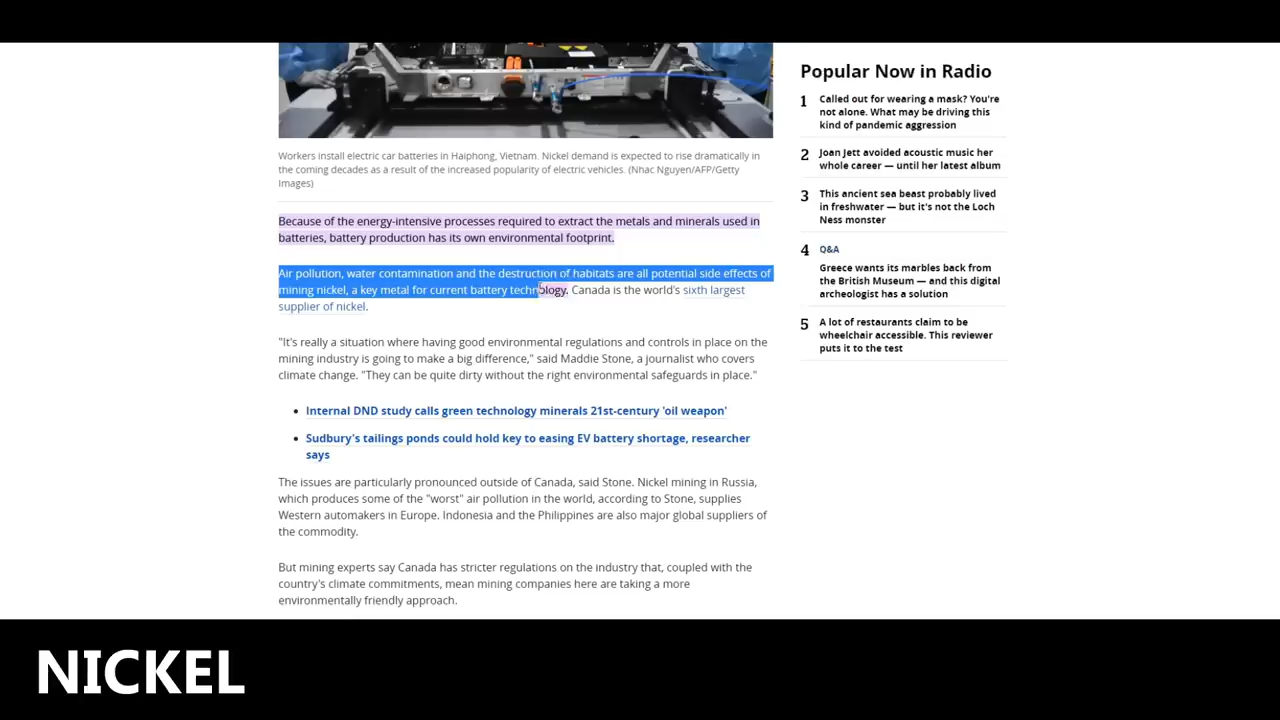 Workers install electric car batteries in Haiphong, Vietnam. Nickel demand is expected to rise dramatically in
the coming decades as a result of the increased popularity of electric vehicles. (Nhac Nguyen/AFP/Getty
Images)
Because of the energy-intensive processes required to extract the metals and minerals used in
batteries, battery production has its own environmental footprint.
Air pollution, water contamination and the destruction of habitats are all potential side effects of
mining nickel, a key metal for current battery technology. Canada is the world's sixth largest
supplier of nickel.
"It's really a situation where having good environmental regulations and controls in place on the
mining industry is going to make a big difference," said Maddie Stone, a journalist who covers
climate change. "They can be quite dirty without the right environmental safeguards in place."
• Internal DND study calls green technology minerals 21st-century 'oil weapon'
• Sudbury's tailings ponds could hold key to easing EV battery shortage, researcher
says
The issues are particularly pronounced outside of Canada, said Stone. Nickel mining in Russia,
which produces some of the "worst" air pollution in the world, according to Stone, supplies
Western automakers in Europe. Indonesia and the Philippines are also major global suppliers of
the commodity.
But mining experts say Canada has stricter regulations on the industry that, coupled with the
country's climate commitments, mean mining companies here are taking a more
environmentally friendly approach.
Popular Now in Radio
1 Called out for wearing a mask? You're
not alone. What may be driving this
kind of pandemic aggression
2 Joan Jett avoided acoustic music her
whole career — until her latest album
3 This ancient sea beast probably lived
in freshwater — but it's not the Loch
Ness monster
4 Q&A
Greece wants its marbles back from
the British Museum — and this digital
archeologist has a solution
5 A lot of restaurants claim to be
wheelchair accessible. This reviewer
puts it to the test
NICKEL